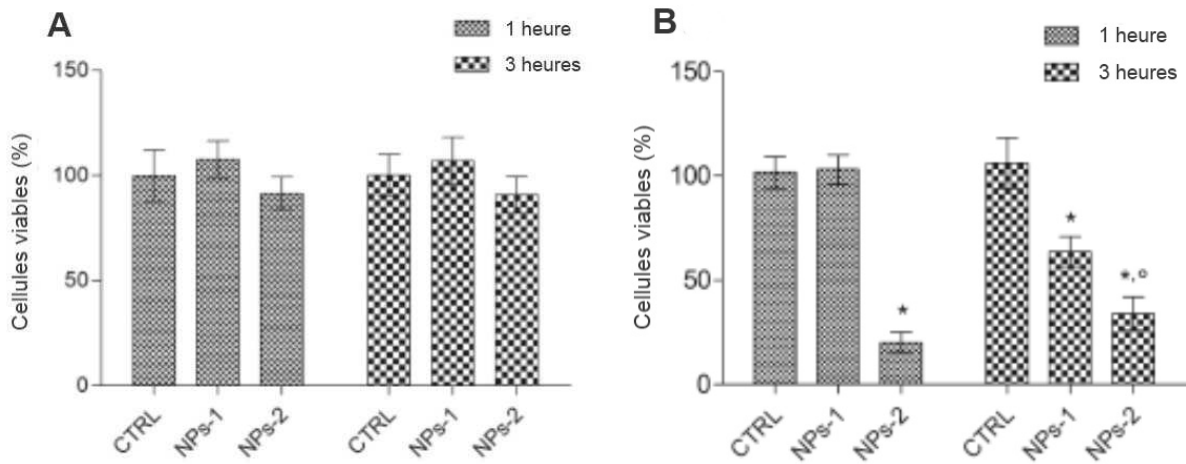 A
1 heure
3 heures
Cellules viables (%)
150
100
50
0
CTRL
NPs-1
NPs-2
CTRL
NPs-1
NPs-2
B
1 heure
3 heures
Cellules viables (%)
150
100
50
0
*
*
*,o
CTRL
NPs-1
NPs-2
CTRL
NPs-1
NPs-2